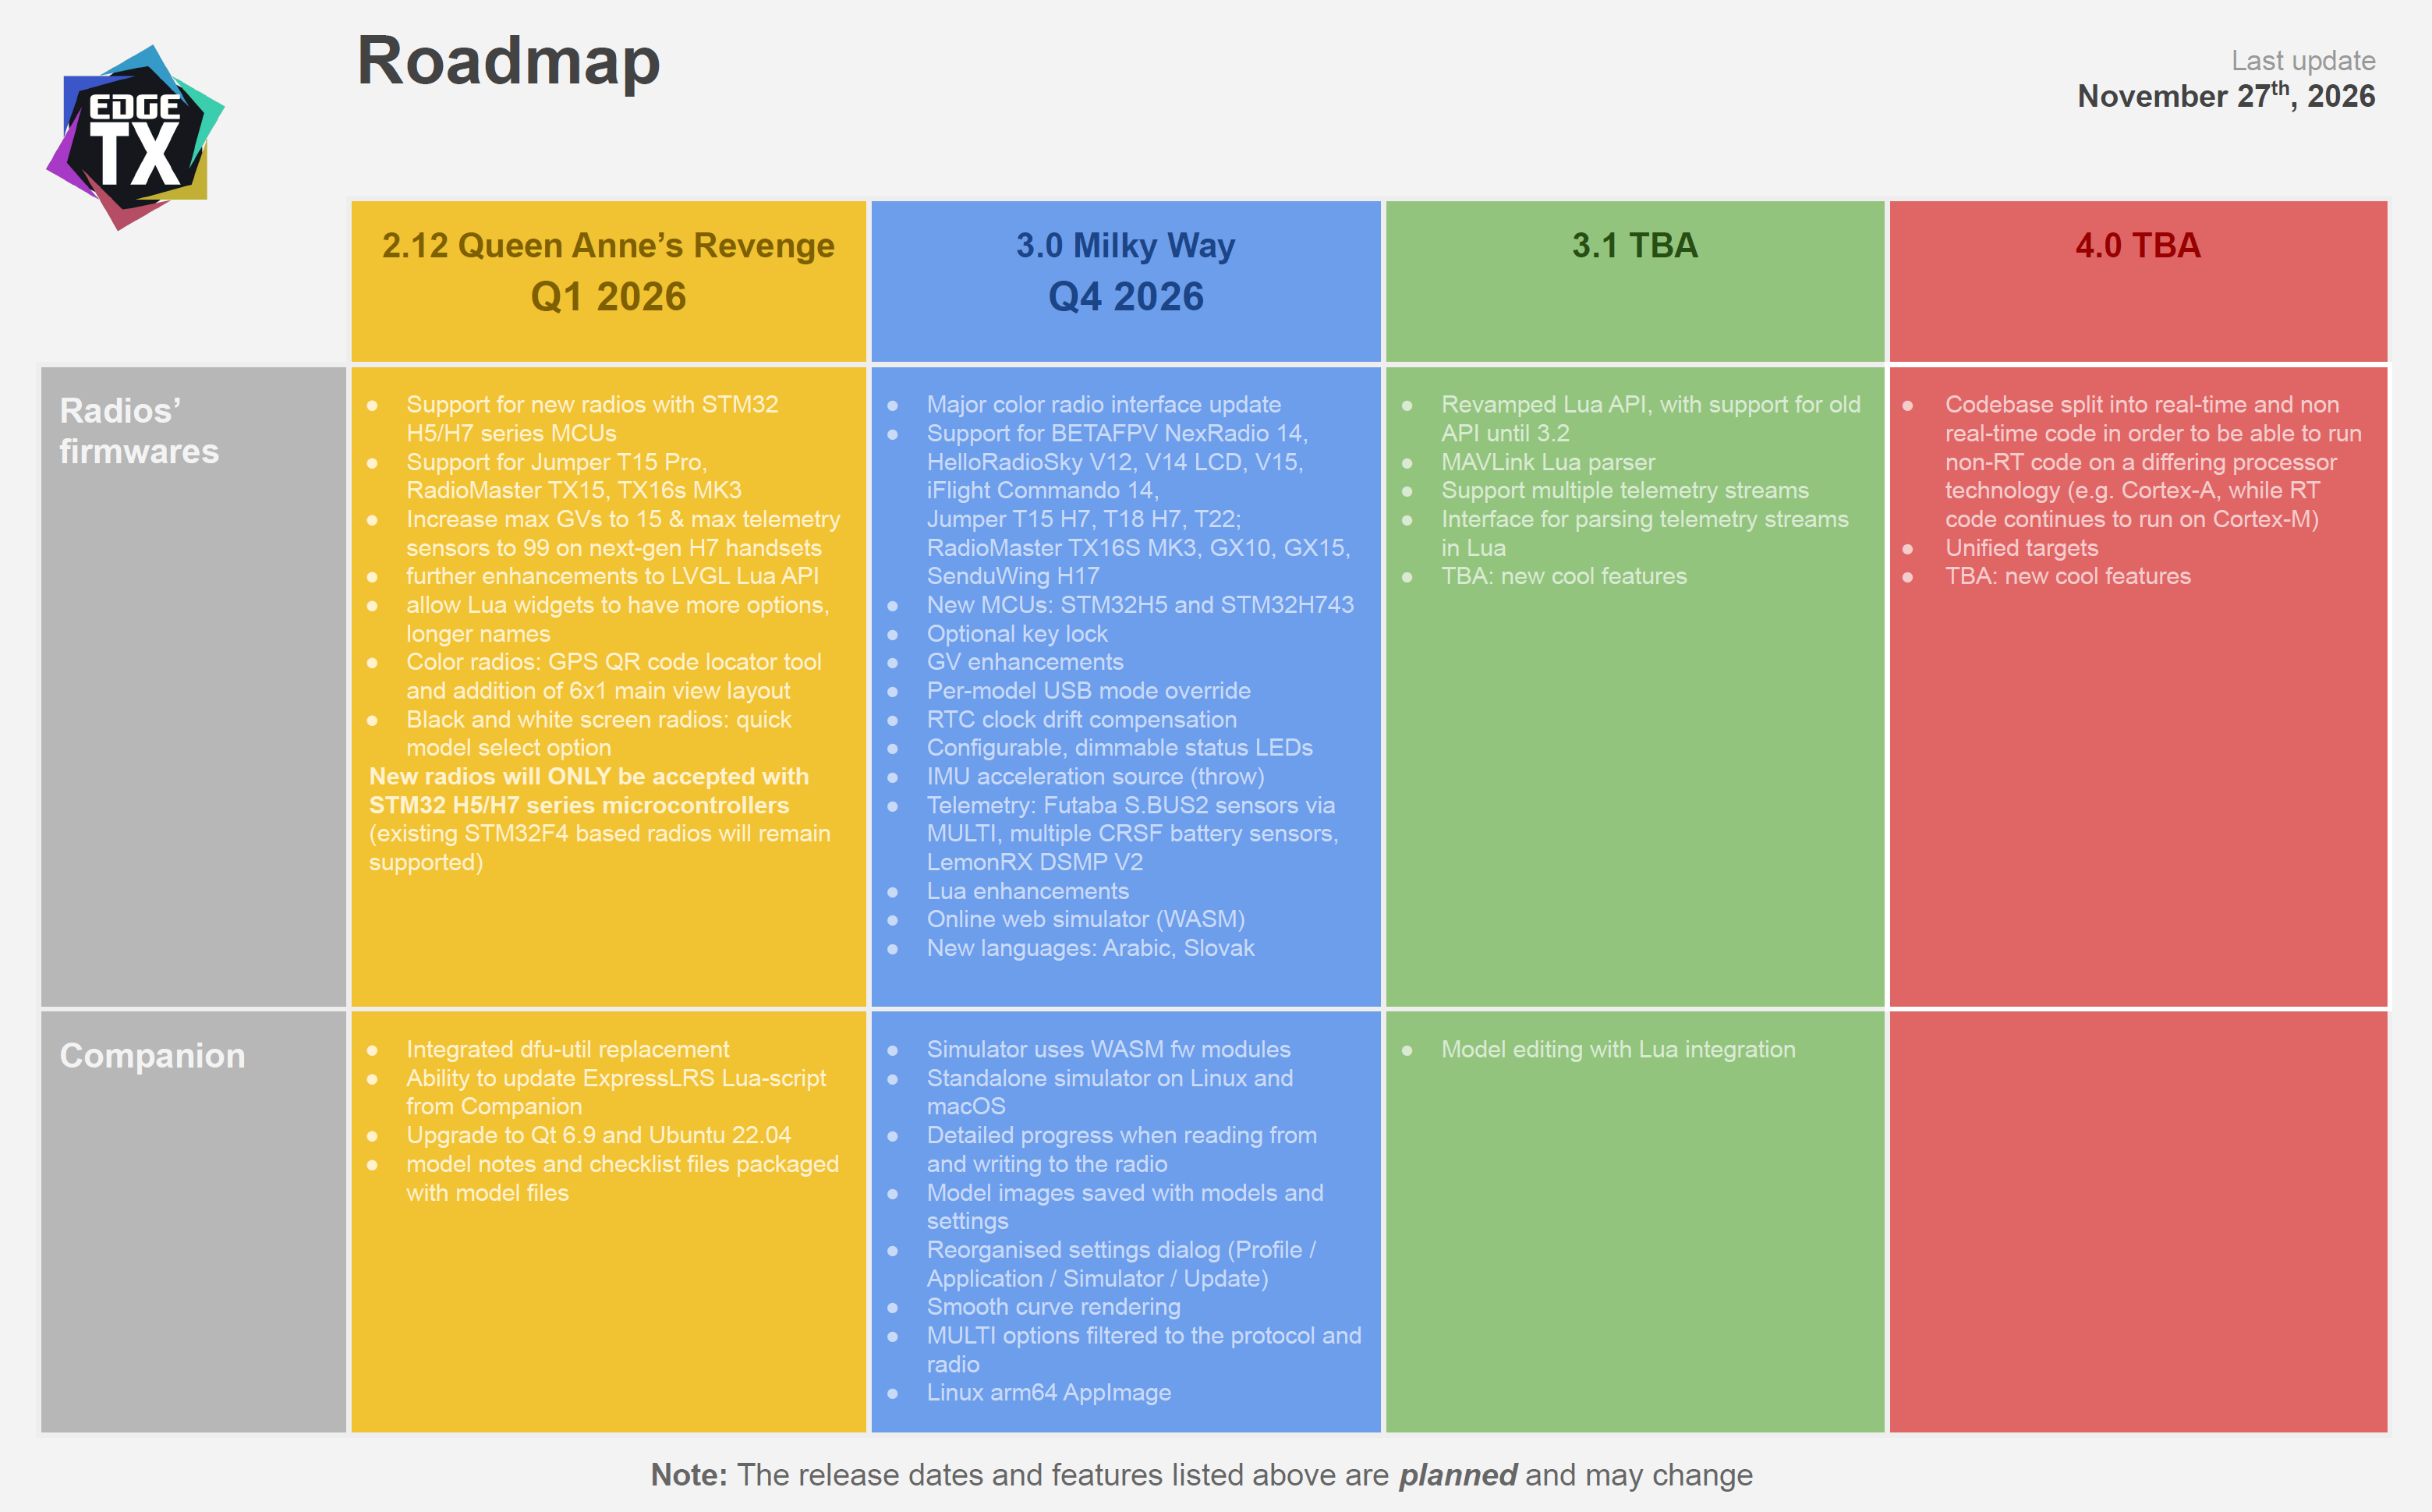 EDGE
TX
Roadmap
Last update
November 27th, 2026
2.12 Queen Anne’s Revenge
Q1 2026
3.0 Milky Way
Q4 2026
3.1 TBA
4.0 TBA
Radios’
firmwares
● Support for new radios with STM32
H5/H7 series MCUs
● Support for Jumper T15 Pro,
RadioMaster TX15, TX16s MK3
● Increase max GVs to 15 & max telemetry
sensors to 99 on next-gen H7 handsets
● further enhancements to LVGL Lua API
● allow Lua widgets to have more options,
longer names
● Color radios: GPS QR code locator tool
and addition of 6x1 main view layout
● Black and white screen radios: quick
model select option
New radios will ONLY be accepted with
STM32 H5/H7 series microcontrollers
(existing STM32F4 based radios will remain
supported)
● Major color radio interface update
● Support for BETAFPV NexRadio 14,
HelloRadioSky V12, V14 LCD, V15,
iFlight Commando 14,
Jumper T15 H7, T18 H7, T22;
RadioMaster TX16S MK3, GX10, GX15,
SenduWing H17
● New MCUs: STM32H5 and STM32H743
● Optional key lock
● GV enhancements
● Per-model USB mode override
● RTC clock drift compensation
● Configurable, dimmable status LEDs
● IMU acceleration source (throw)
● Telemetry: Futaba S.BUS2 sensors via
MULTI, multiple CRSF battery sensors,
LemonRX DSMP V2
● Lua enhancements
● Online web simulator (WASM)
● New languages: Arabic, Slovak
● Revamped Lua API, with support for old
API until 3.2
● MAVLink Lua parser
● Support multiple telemetry streams
● Interface for parsing telemetry streams
in Lua
● TBA: new cool features
● Codebase split into real-time and non
real-time code in order to be able to run
non-RT code on a differing processor
technology (e.g. Cortex-A, while RT
code continues to run on Cortex-M)
● Unified targets
● TBA: new cool features
Companion
● Integrated dfu-util replacement
● Ability to update ExpressLRS Lua-script
from Companion
● Upgrade to Qt 6.9 and Ubuntu 22.04
● model notes and checklist files packaged
with model files
● Simulator uses WASM fw modules
● Standalone simulator on Linux and
macOS
● Detailed progress when reading from
and writing to the radio
● Model images saved with models and
settings
● Reorganised settings dialog (Profile /
Application / Simulator / Update)
● Smooth curve rendering
● MULTI options filtered to the protocol and
radio
● Linux arm64 AppImage
● Model editing with Lua integration
Note: The release dates and features listed above are planned and may change